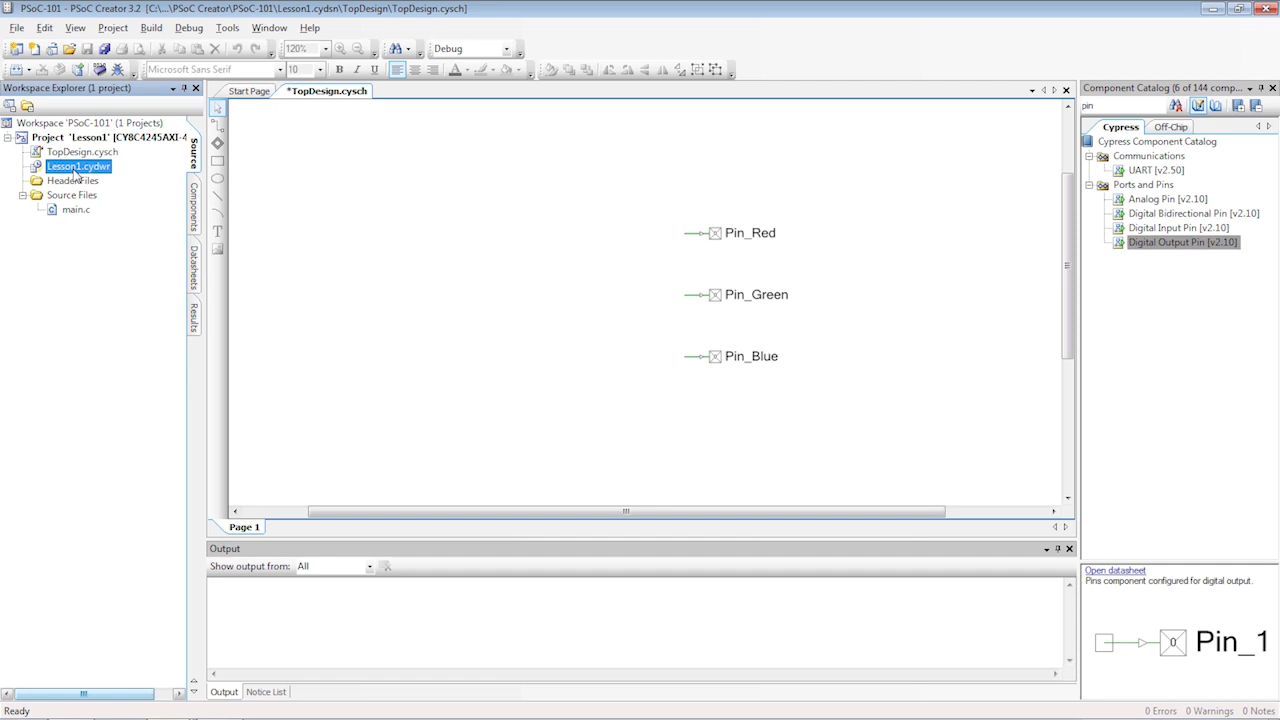 PSoC-101 - PSoC Creator 3.2 [C:\...\PSoC Creator\PSoC-101\Lesson1.cydsn\TopDesign\TopDesign.cysch]
File Edit View Project Build Debug Tools Window Help
120% Debug
Microsoft Sans Serif 10 B I U
Workspace Explorer (1 project)
Workspace 'PSoC-101' (1 Projects)
Project 'Lesson1' [CY8C4245AXI-4
TopDesign.cysch
Lesson1.cydwr
Header Files
Source Files
main.c
Source
Components
Datasheets
Results
Start Page *TopDesign.cysch
Pin_Red
Pin_Green
Pin_Blue
Page 1
Output
Show output from: All
Output Notice List
Component Catalog (6 of 144 comp...
pin
Cypress Off-Chip
Cypress Component Catalog
Communications
UART [v2.50]
Ports and Pins
Analog Pin [v2.10]
Digital Bidirectional Pin [v2.10]
Digital Input Pin [v2.10]
Digital Output Pin [v2.10]
Open datasheet
Pins component configured for digital output.
0 Pin_1
Ready 0 Errors 0 Warnings 0 Notes